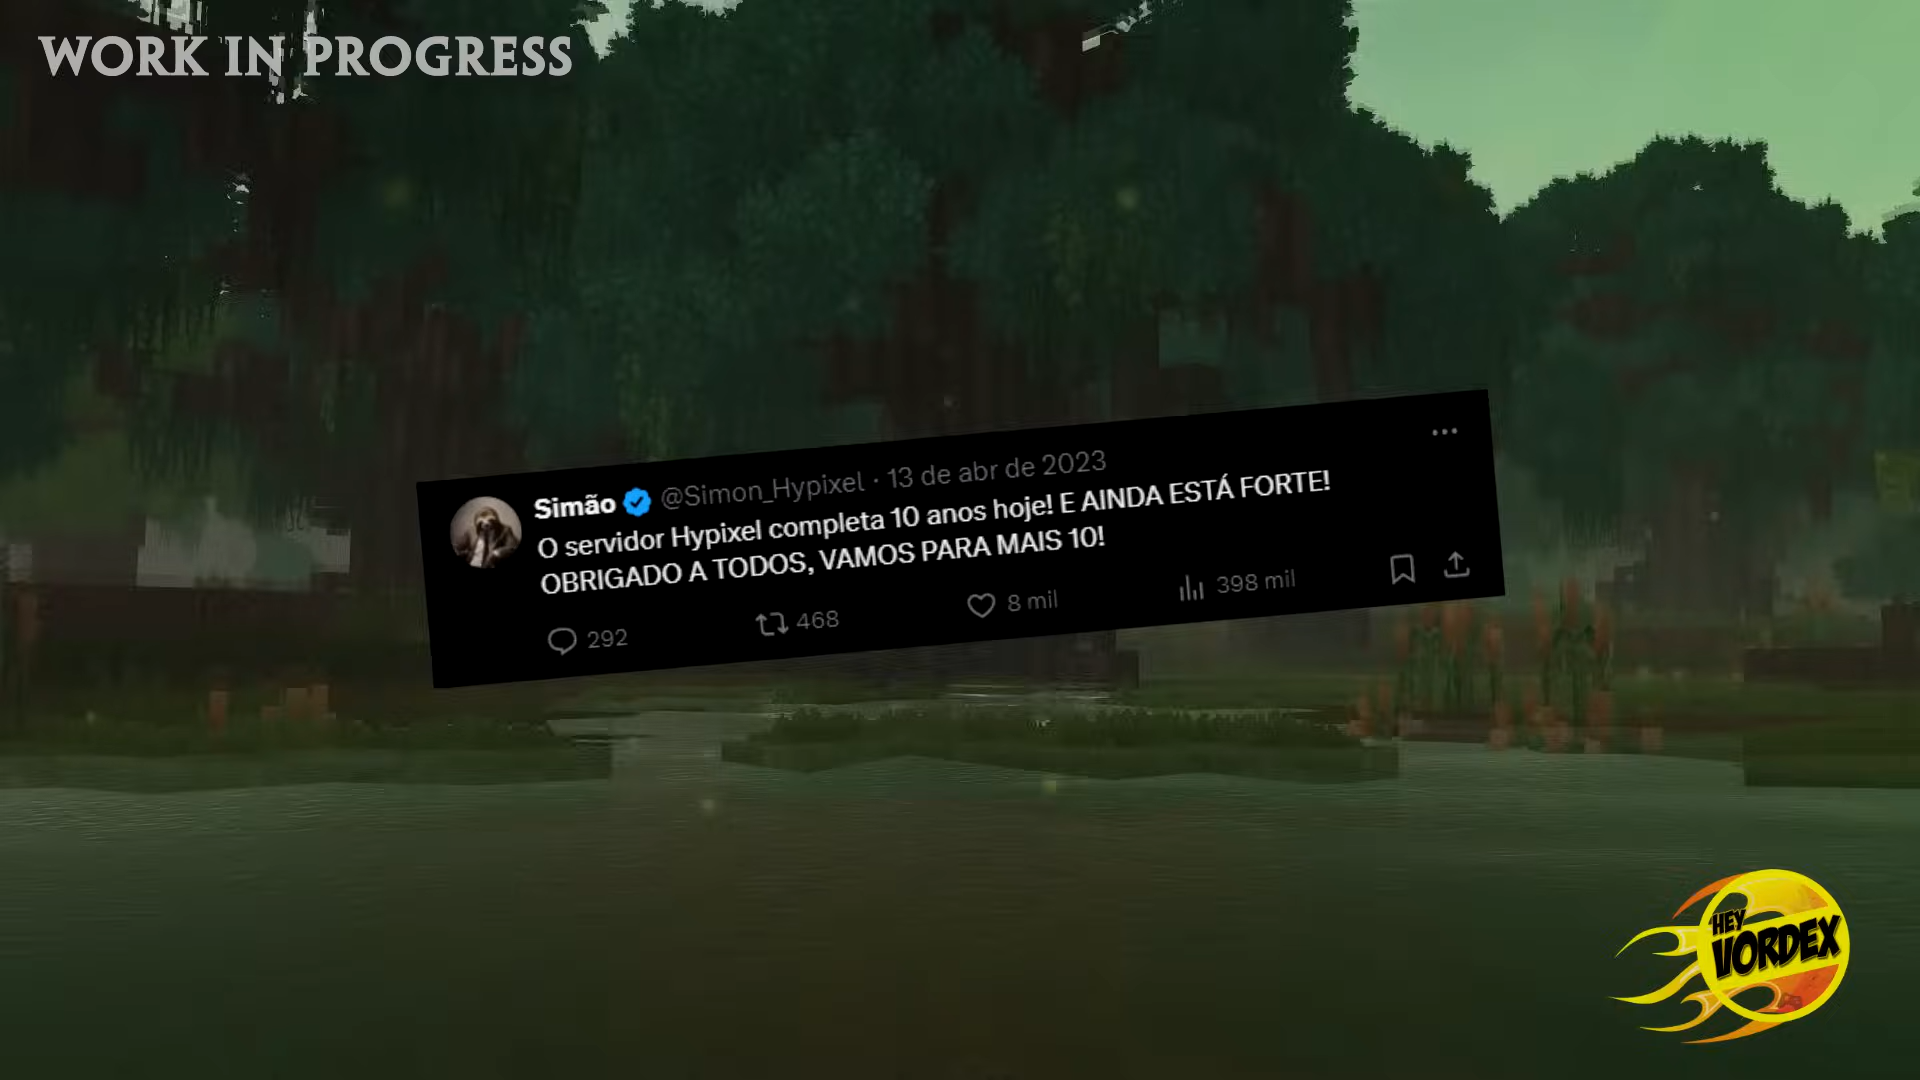 WORK IN PROGRESS
Simão @Simon_Hypixel · 13 de abr de 2023
O servidor Hypixel completa 10 anos hoje! E AINDA ESTÁ FORTE!
OBRIGADO A TODOS, VAMOS PARA MAIS 10!
292 468 8 mil 398 mil
HEY
VORDEX